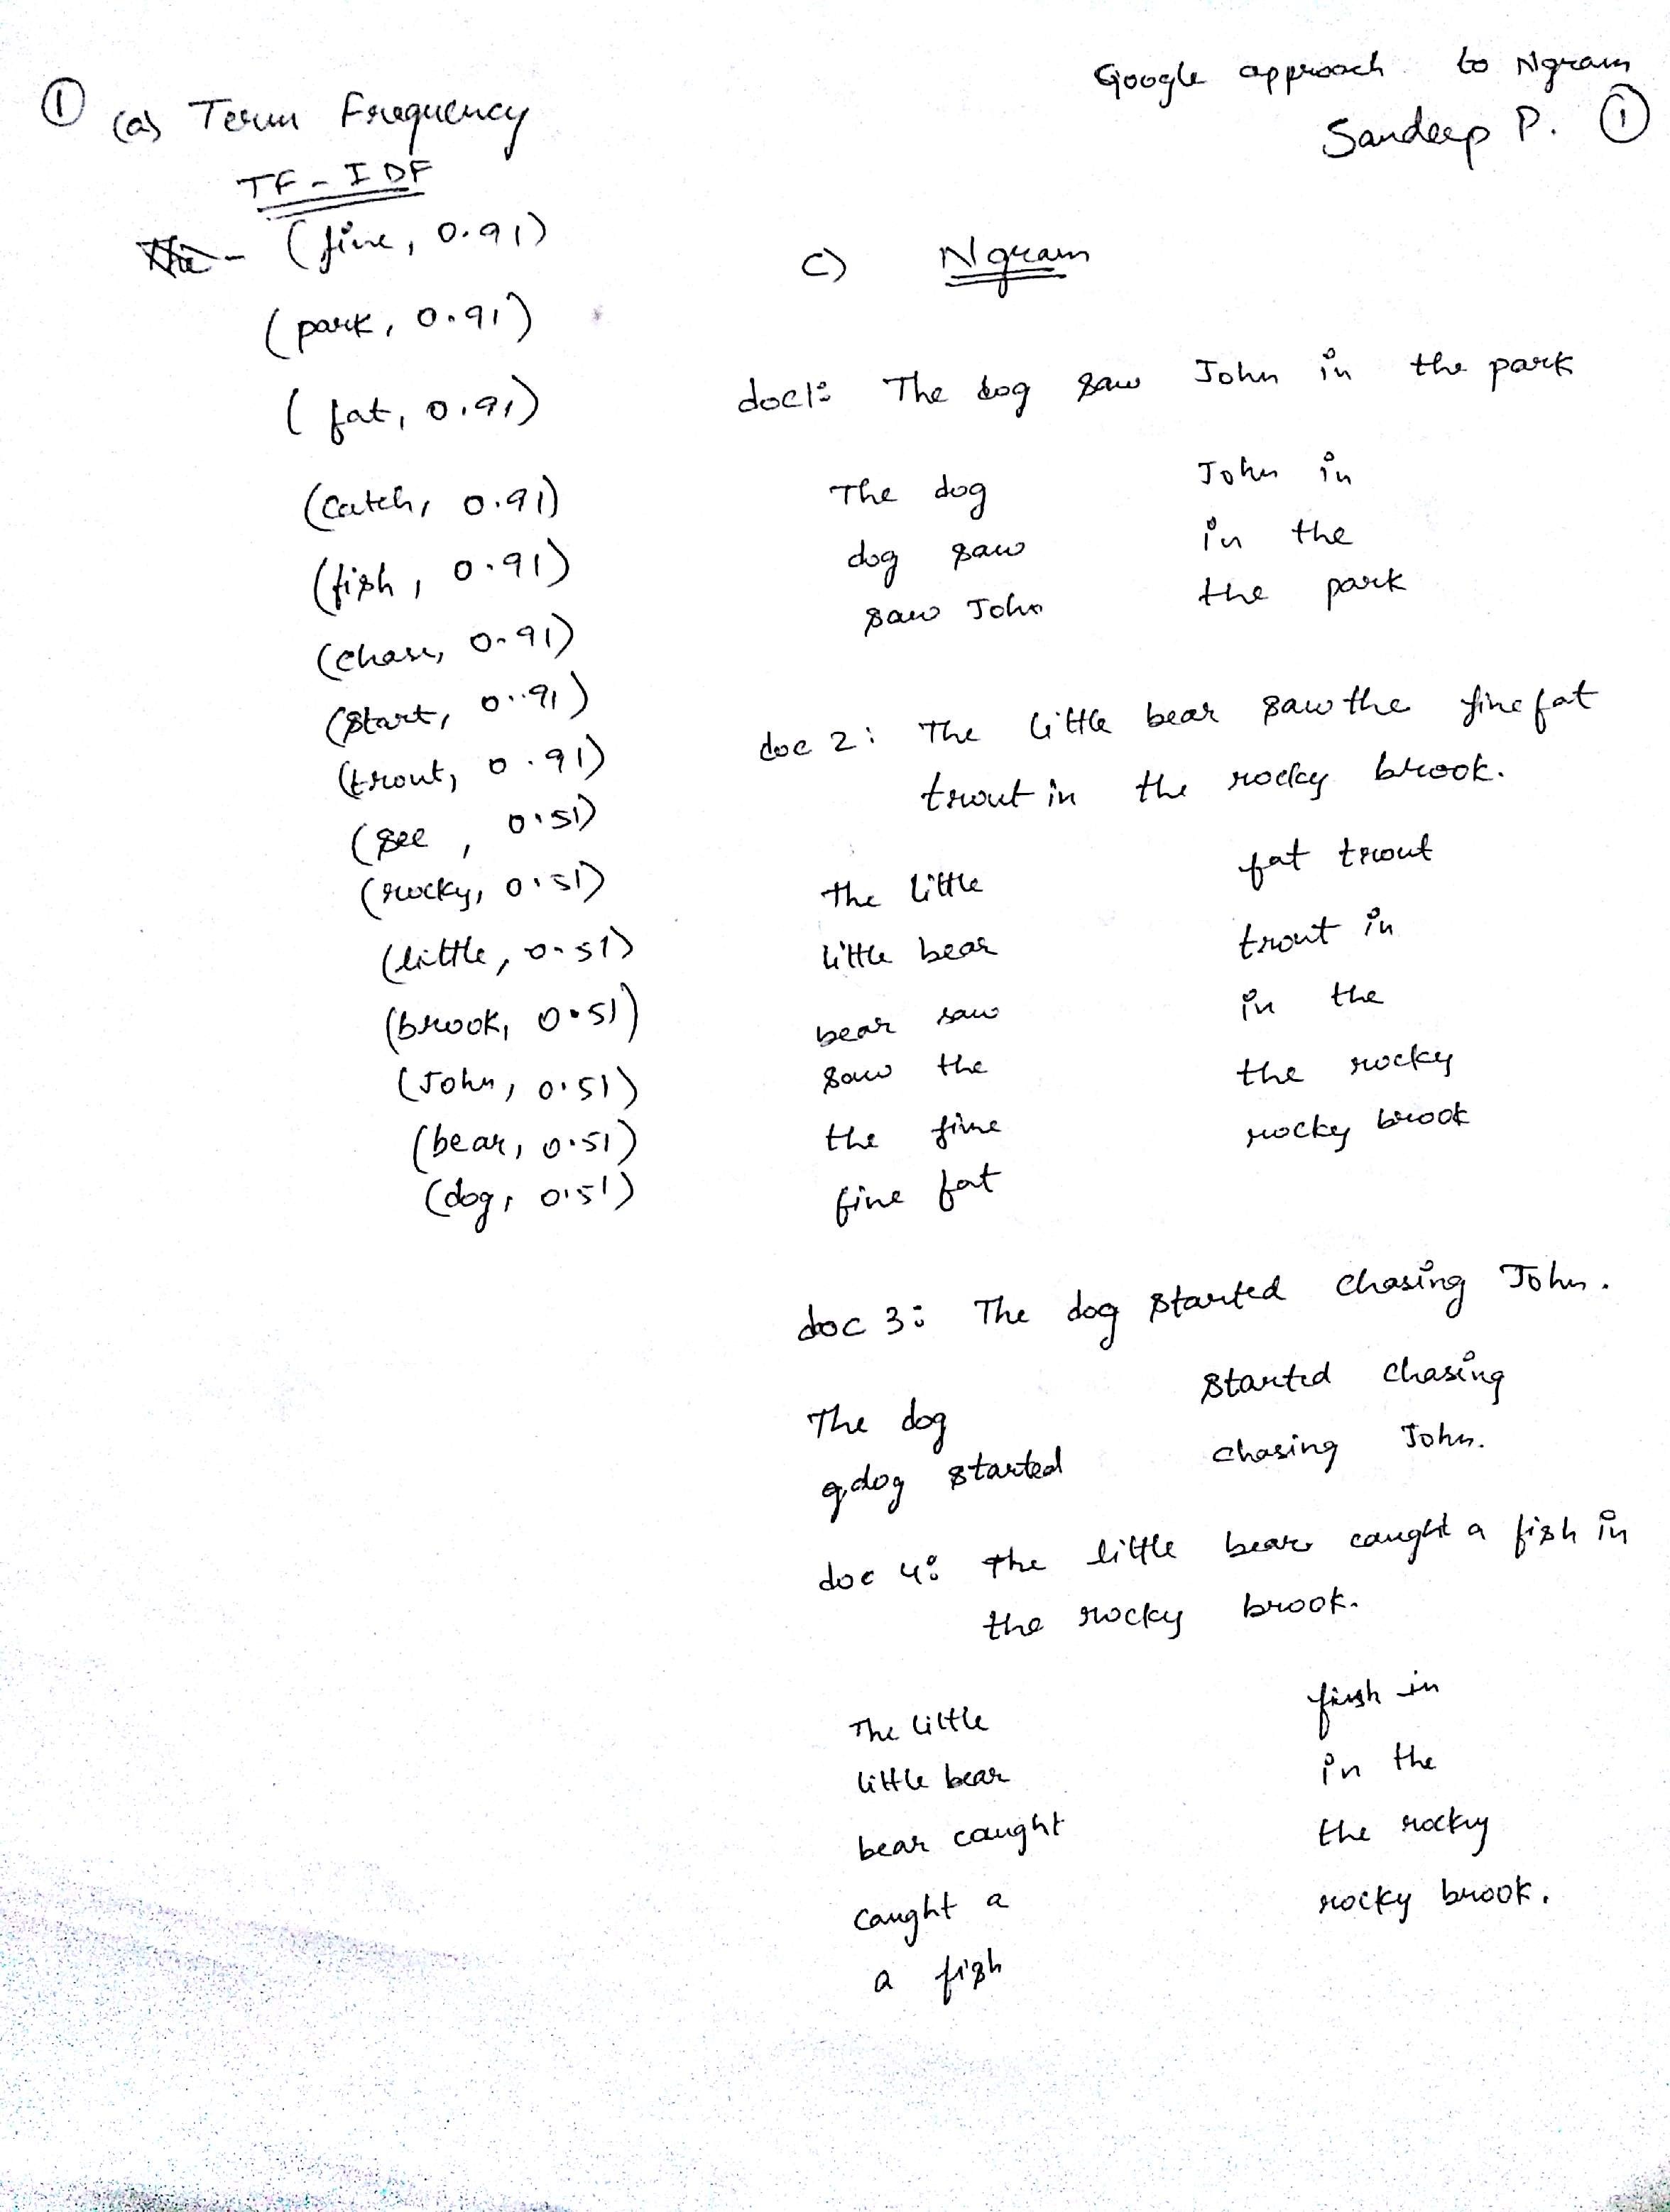 Google approach to Ngram
Sandeep P. ①
① (a) Term Frequency
TF-IDF
(fine, 0.91)
(park, 0.91)
(fat, 0.91)
(catch, 0.91)
(fish, 0.91)
(chase, 0.91)
(start, 0.91)
(trout, 0.91)
(see, 0.51)
(rocky, 0.51)
(little, 0.51)
(brook, 0.51)
(John, 0.51)
(bear, 0.51)
(dog, 0.51)
c) Ngram
doc1: The dog saw John in the park
The dog
dog saw
saw John
John in
in the
the park
doc 2: The little bear saw the fine fat
trout in the rocky brook.
the little
little bear
bear saw
saw the
the fine
fine fat
fat trout
trout in
in the
the rocky
rocky brook
doc 3: The dog started chasing John.
The dog
dog started
started chasing
chasing John.
doc 4: The little bear caught a fish in
the rocky brook.
The little
little bear
bear caught
caught a
a fish
fish in
in the
the rocky
rocky brook.